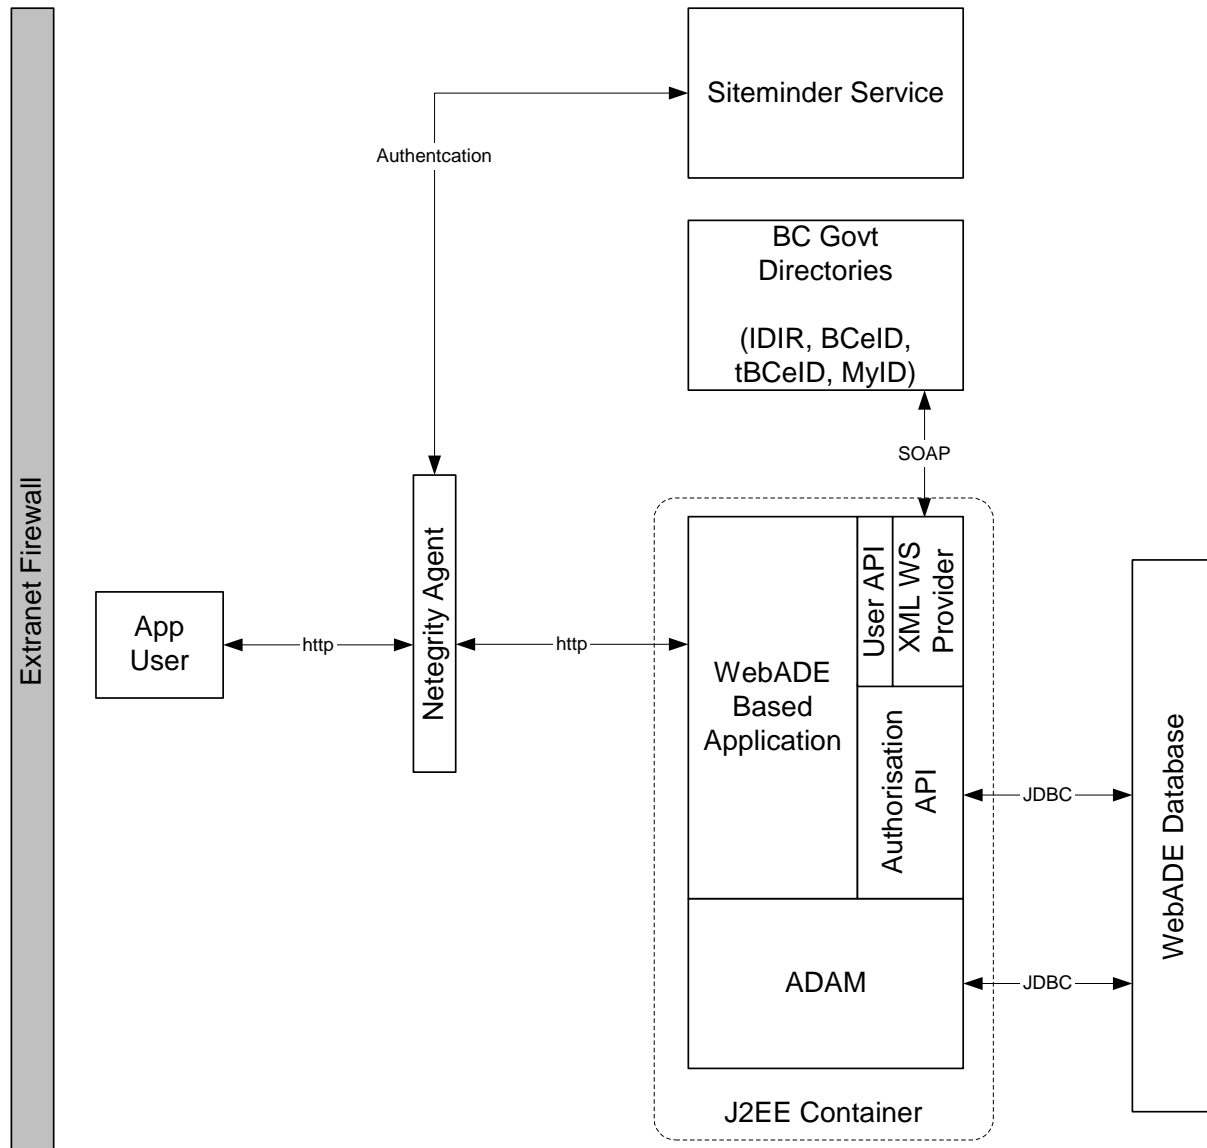 Siteminder Service
Authentcation
BC Govt
Directories
(IDIR, BCeID,
tBCeID, MyID)
SOAP
Extranet Firewall
App
User
http
Netegrity Agent
http
WebADE
Based
Application
User API
XML WS
Provider
Authorisation
API
JDBC
WebADE Database
ADAM
JDBC
J2EE Container